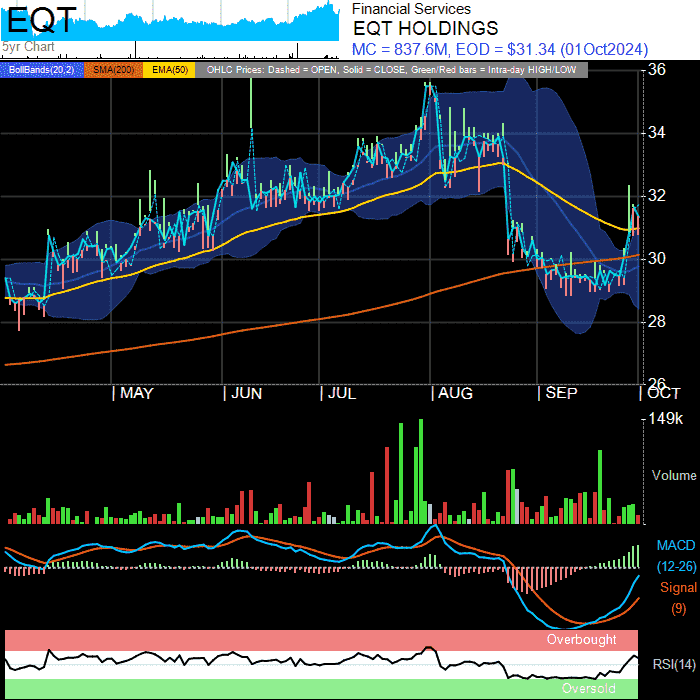 EQT
5yr Chart
Financial Services
EQT HOLDINGS
MC = 837.6M, EOD = $31.34 (01Oct2024)
BollBands(20,2) SMA(200) EMA(50) OHLC Prices: Dashed = OPEN, Solid = CLOSE, Green/Red bars = Intra-day HIGH/LOW
36
34
32
30
28
26
MAY JUN JUL AUG SEP OCT
149k
Volume
MACD
(12-26)
Signal
(9)
Overbought
RSI(14)
Oversold